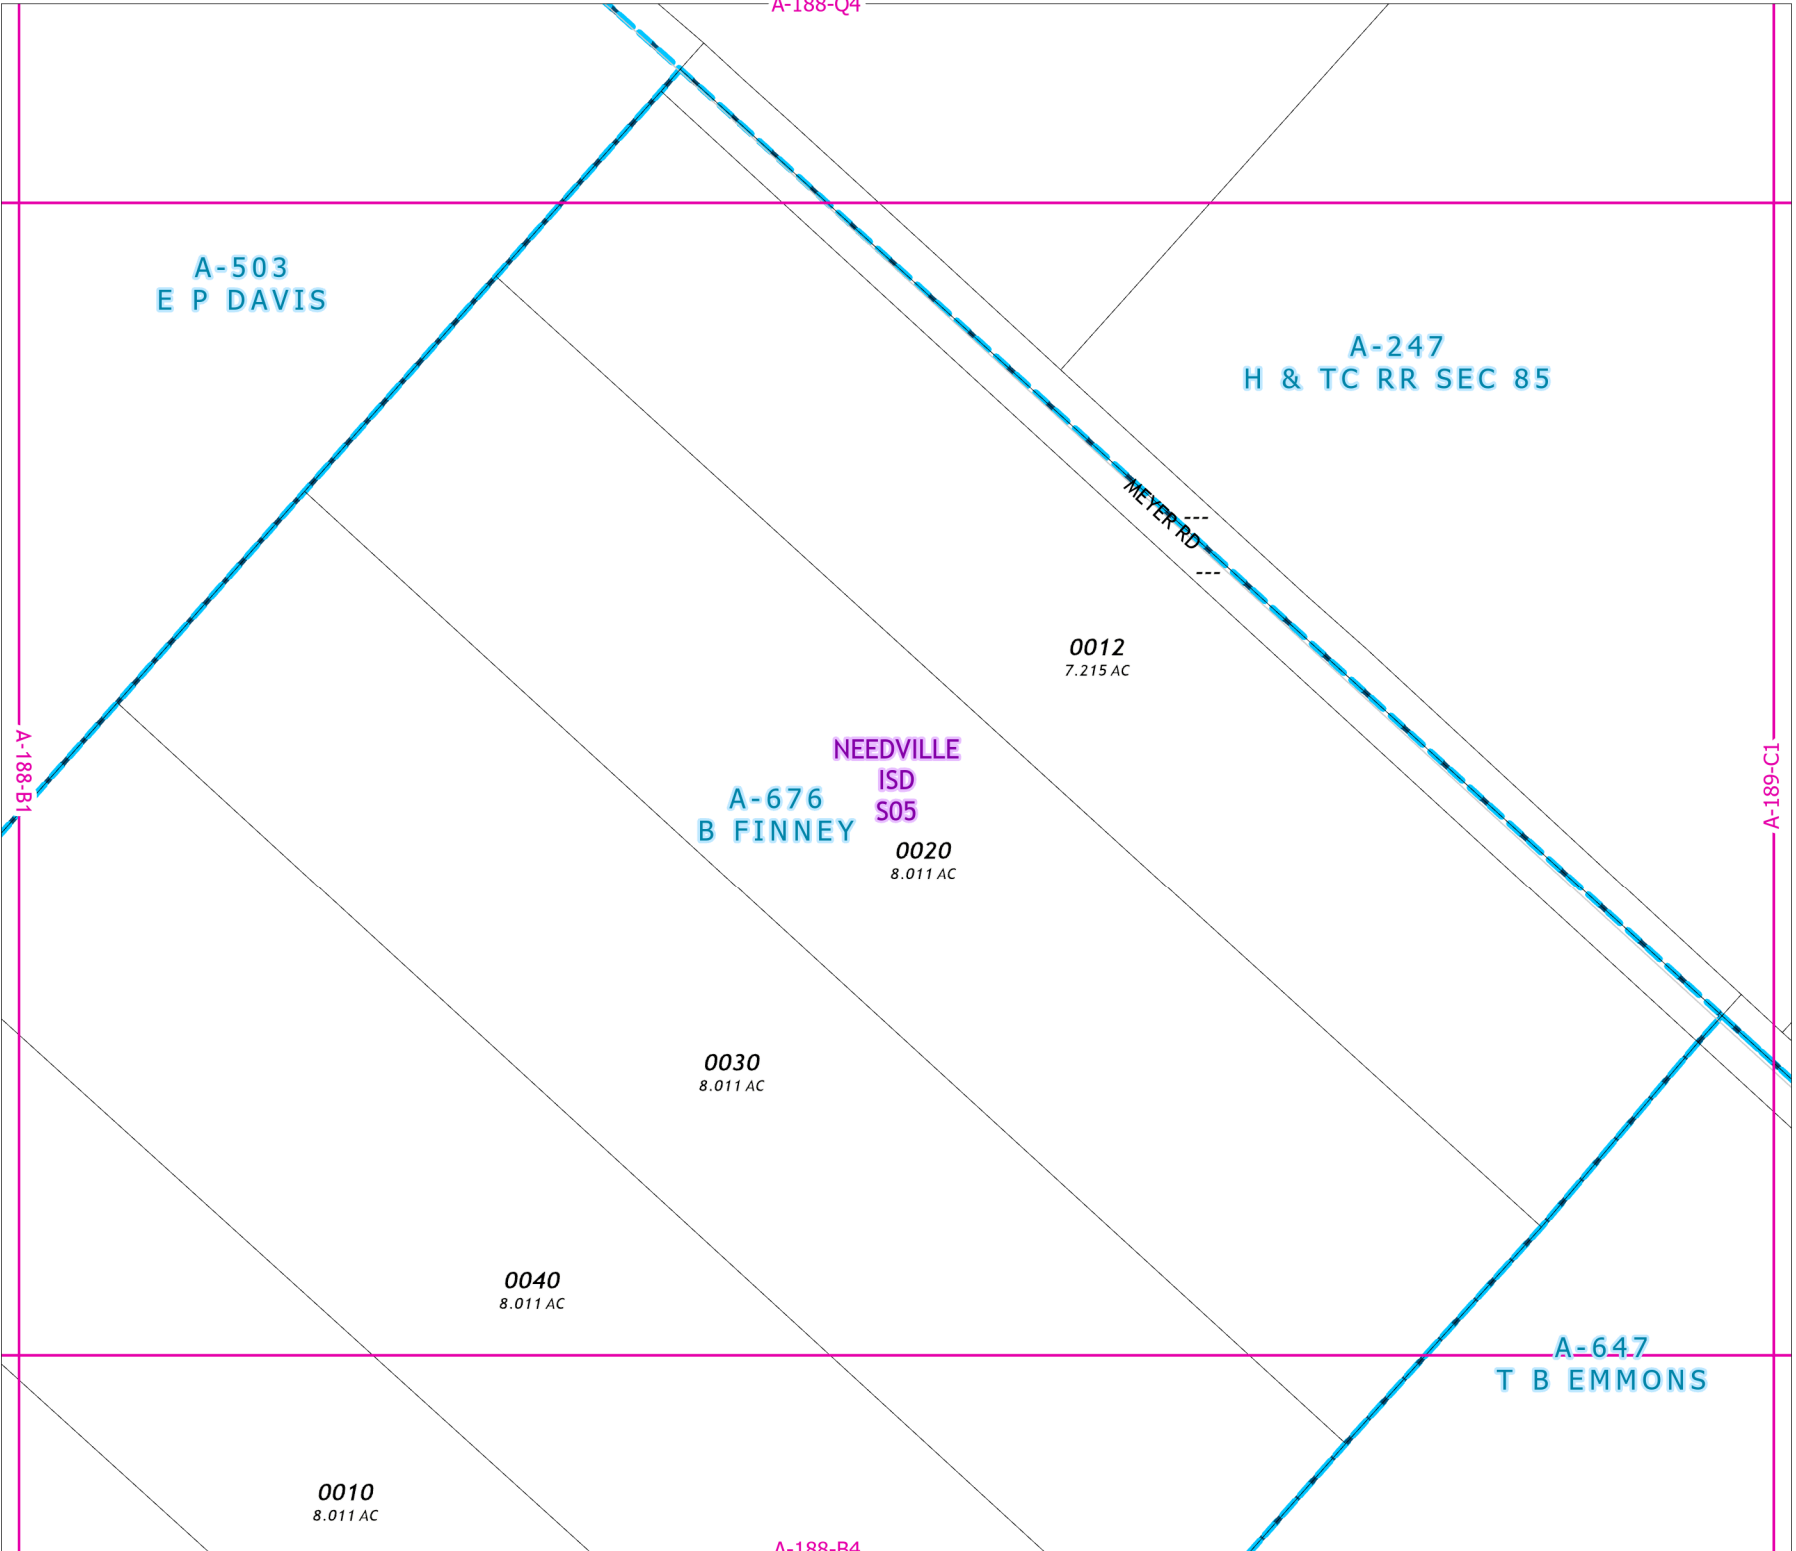 A-188-Q4
A-503
E P DAVIS
A-247
H & TC RR SEC 85
MEYER RD
0012
7.215 AC
NEEDVILLE
ISD
S05
A-676
B FINNEY
A-188-B1
A-189-C1
0020
8.011 AC
0030
8.011 AC
0040
8.011 AC
A-647
T B EMMONS
0010
8.011 AC
A-188-B4